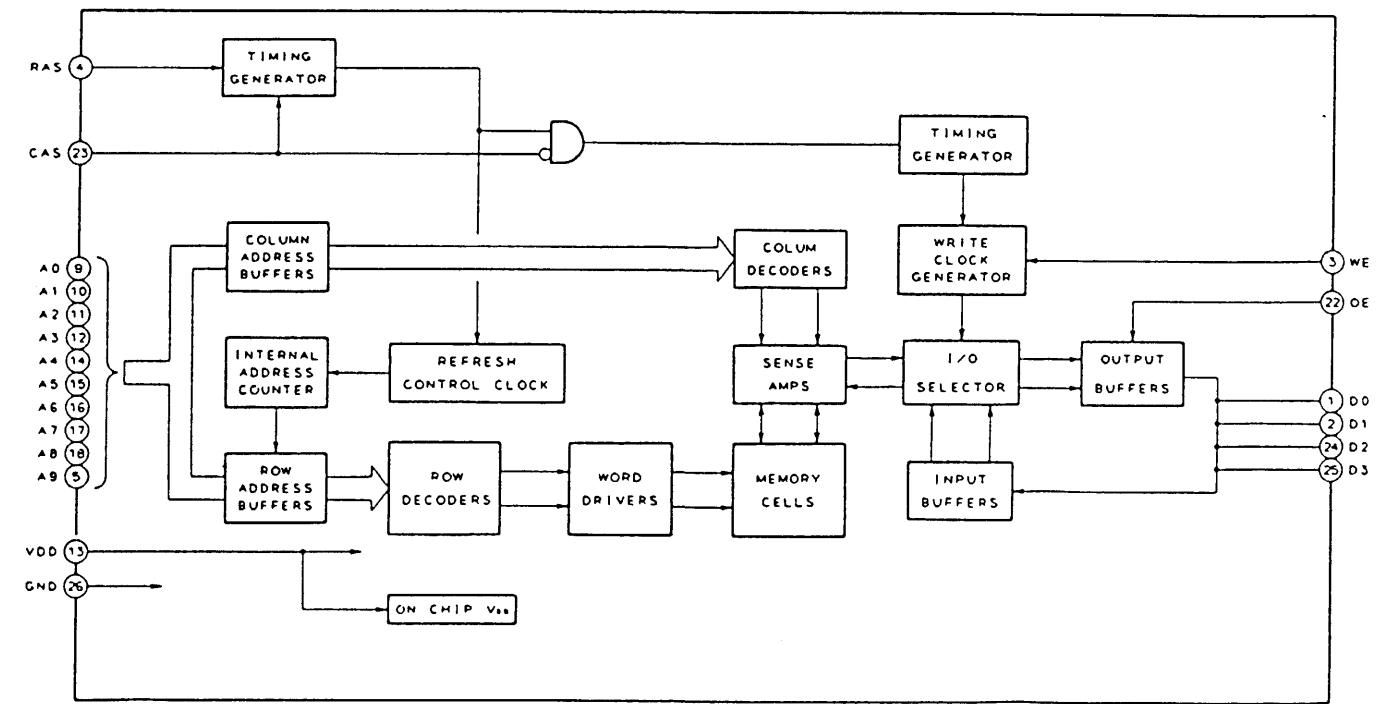 RAS 4
TIMING
GENERATOR
CAS 23
TIMING
GENERATOR
COLUMN
ADDRESS
BUFFERS
COLUM
DECODERS
WRITE
CLOCK
GENERATOR
3 WE
22 OE
A0 9
A1 10
A2 11
A3 12
A4 14
A5 15
A6 16
A7 17
A8 18
A9 5
INTERNAL
ADDRESS
COUNTER
REFRESH
CONTROL CLOCK
SENSE
AMPS
I/O
SELECTOR
OUTPUT
BUFFERS
1 D0
2 D1
24 D2
25 D3
ROW
ADDRESS
BUFFERS
ROW
DECODERS
WORD
DRIVERS
MEMORY
CELLS
INPUT
BUFFERS
VDD 13
GND 26
ON CHIP